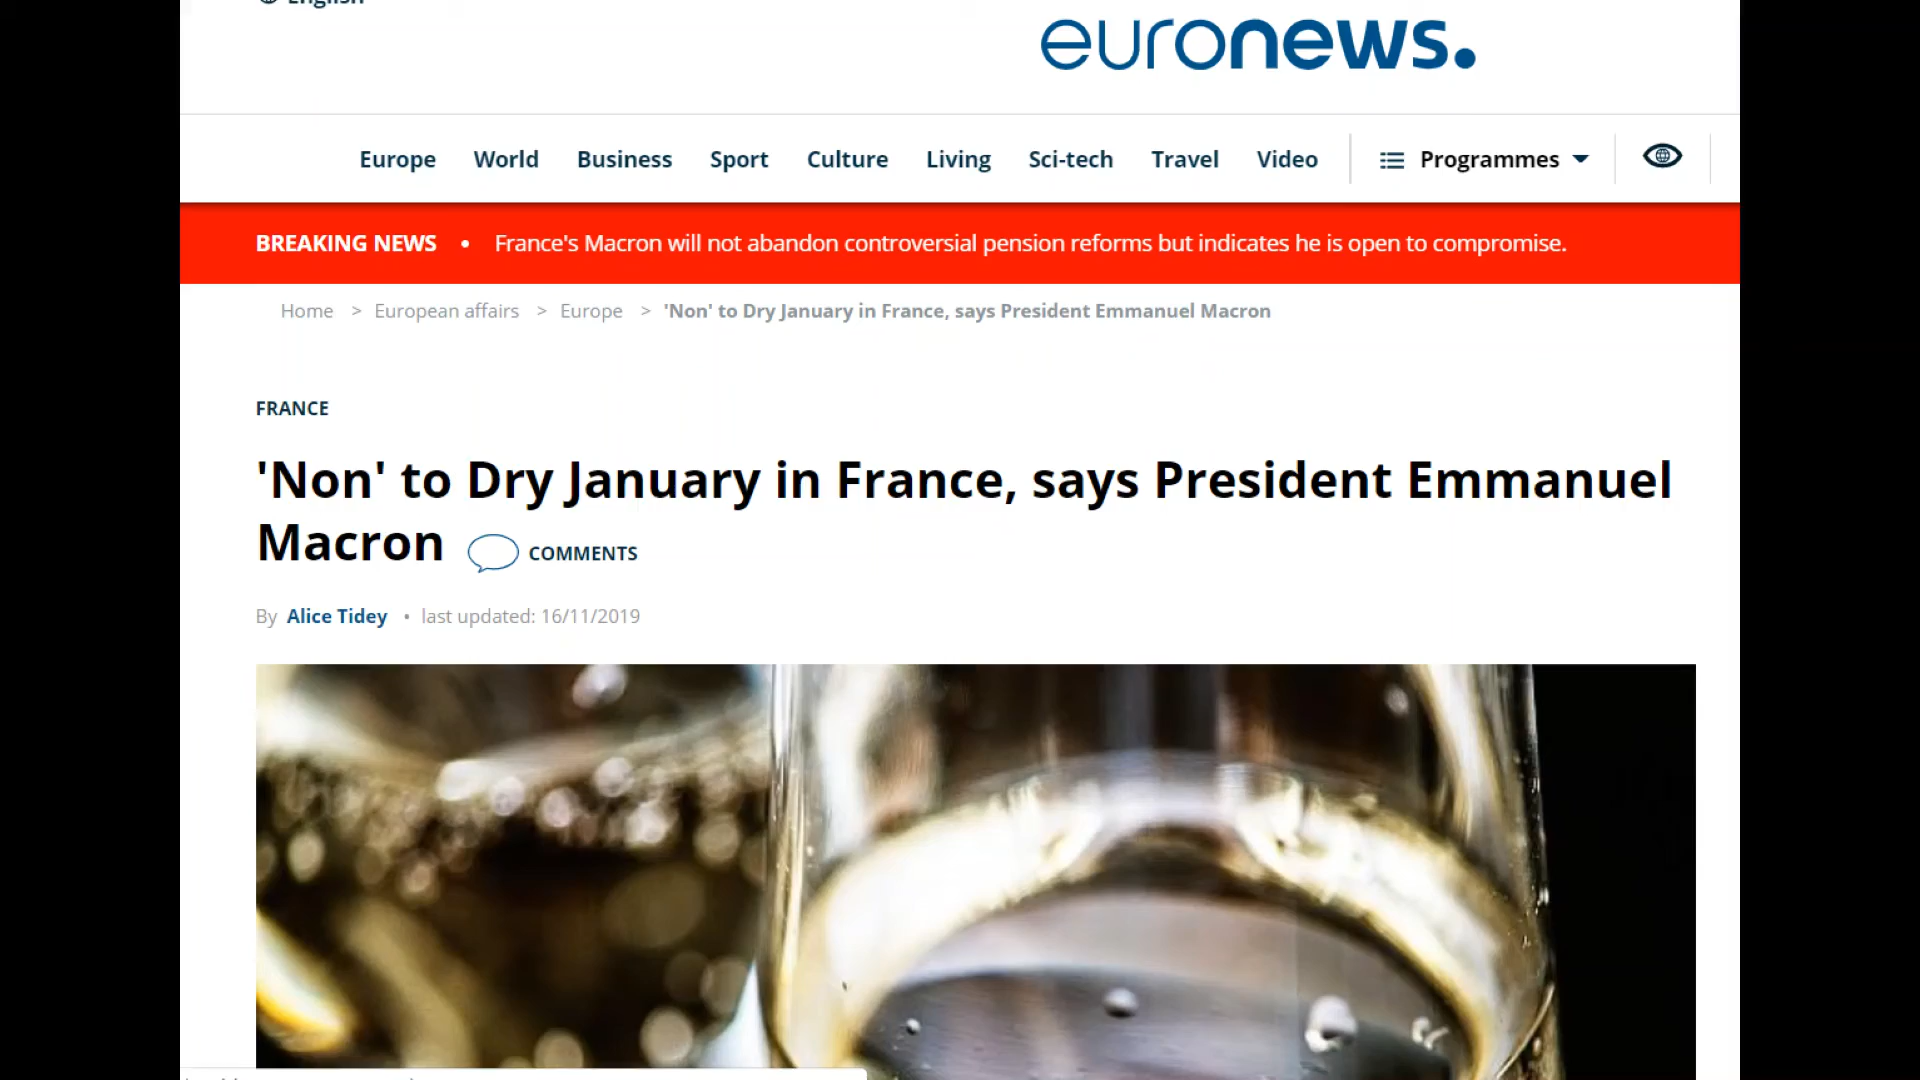 English
euronews.
Europe World Business Sport Culture Living Sci-tech Travel Video Programmes
BREAKING NEWS • France's Macron will not abandon controversial pension reforms but indicates he is open to compromise.
Home > European affairs > Europe > 'Non' to Dry January in France, says President Emmanuel Macron
FRANCE
'Non' to Dry January in France, says President Emmanuel
Macron COMMENTS
By Alice Tidey • last updated: 16/11/2019